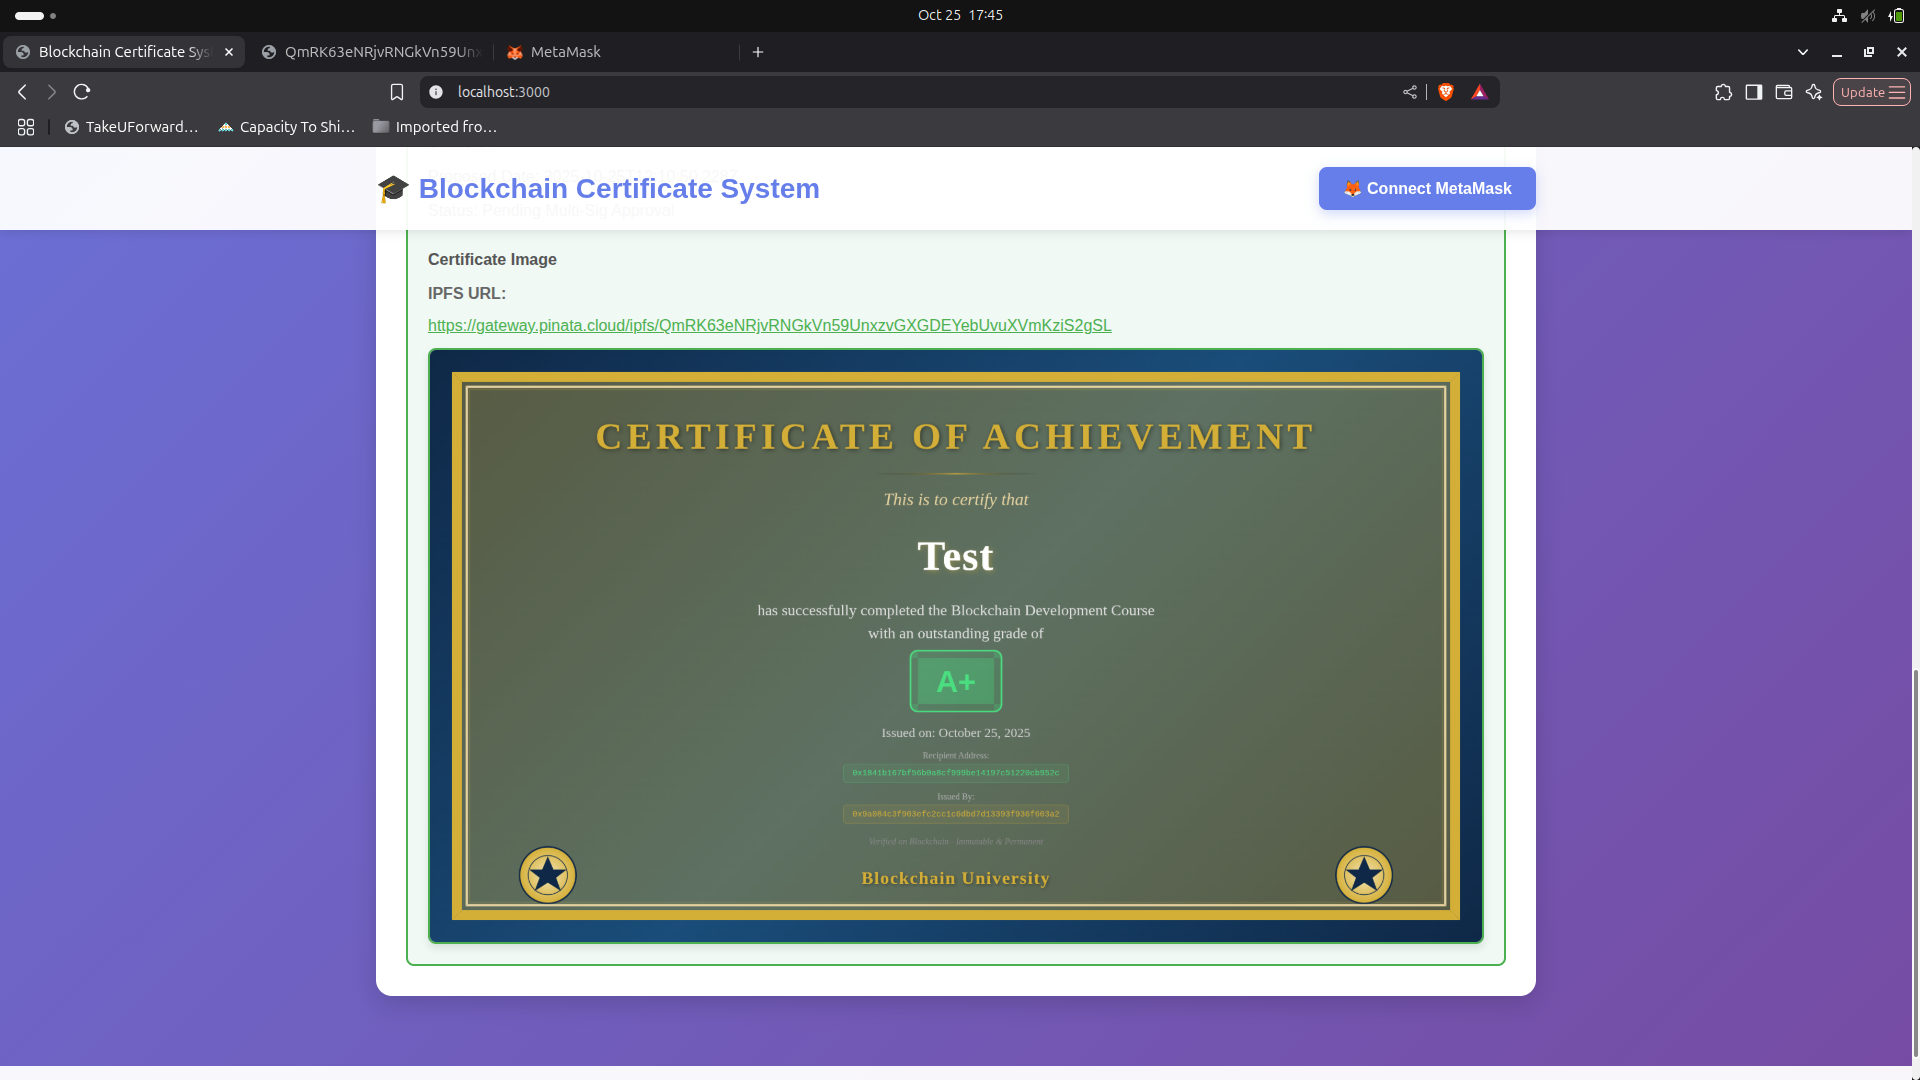 Oct 25 17:45
Blockchain Certificate Sys
QmRK63eNRjvRNGkVn59Unx
MetaMask
localhost:3000
Update
TakeUForward...
Capacity To Shi...
Imported fro...
Blockchain Certificate System
Connect MetaMask
Status: Pending Multi-Sig Approval
Certificate Image
IPFS URL:
https://gateway.pinata.cloud/ipfs/QmRK63eNRjvRNGkVn59UnxzvGXGDEYebUvuXVmKziS2gSL
CERTIFICATE OF ACHIEVEMENT
This is to certify that
Test
has successfully completed the Blockchain Development Course
with an outstanding grade of
A+
Issued on: October 25, 2025
Recipient Address:
Issued By:
Verified on Blockchain · Immutable & Permanent
Blockchain University